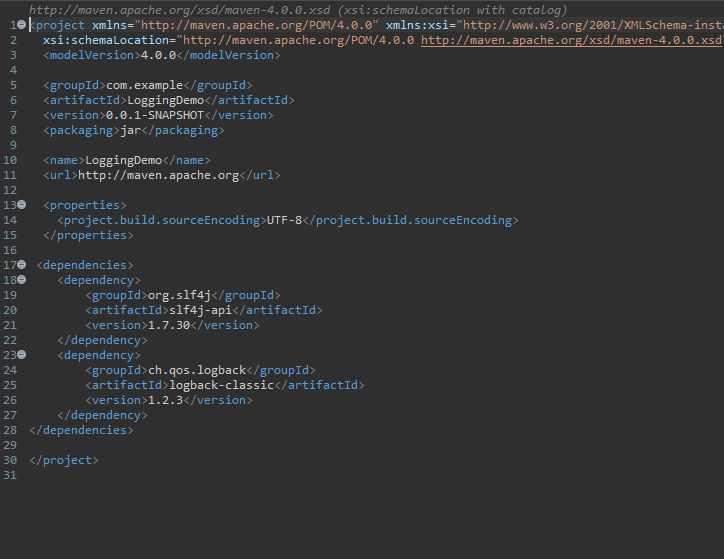 http://maven.apache.org/xsd/maven-4.0.0.xsd (xsi:schemaLocation with catalog)
1 <project xmlns="http://maven.apache.org/POM/4.0.0" xmlns:xsi="http://www.w3.org/2001/XMLSchema-insta
2 xsi:schemaLocation="http://maven.apache.org/POM/4.0.0 http://maven.apache.org/xsd/maven-4.0.0.xsd
3 <modelVersion>4.0.0</modelVersion>
4
5 <groupId>com.example</groupId>
6 <artifactId>LoggingDemo</artifactId>
7 <version>0.0.1-SNAPSHOT</version>
8 <packaging>jar</packaging>
9
10 <name>LoggingDemo</name>
11 <url>http://maven.apache.org</url>
12
13 <properties>
14 <project.build.sourceEncoding>UTF-8</project.build.sourceEncoding>
15 </properties>
16
17 <dependencies>
18 <dependency>
19 <groupId>org.slf4j</groupId>
20 <artifactId>slf4j-api</artifactId>
21 <version>1.7.30</version>
22 </dependency>
23 <dependency>
24 <groupId>ch.qos.logback</groupId>
25 <artifactId>logback-classic</artifactId>
26 <version>1.2.3</version>
27 </dependency>
28 </dependencies>
29
30 </project>
31